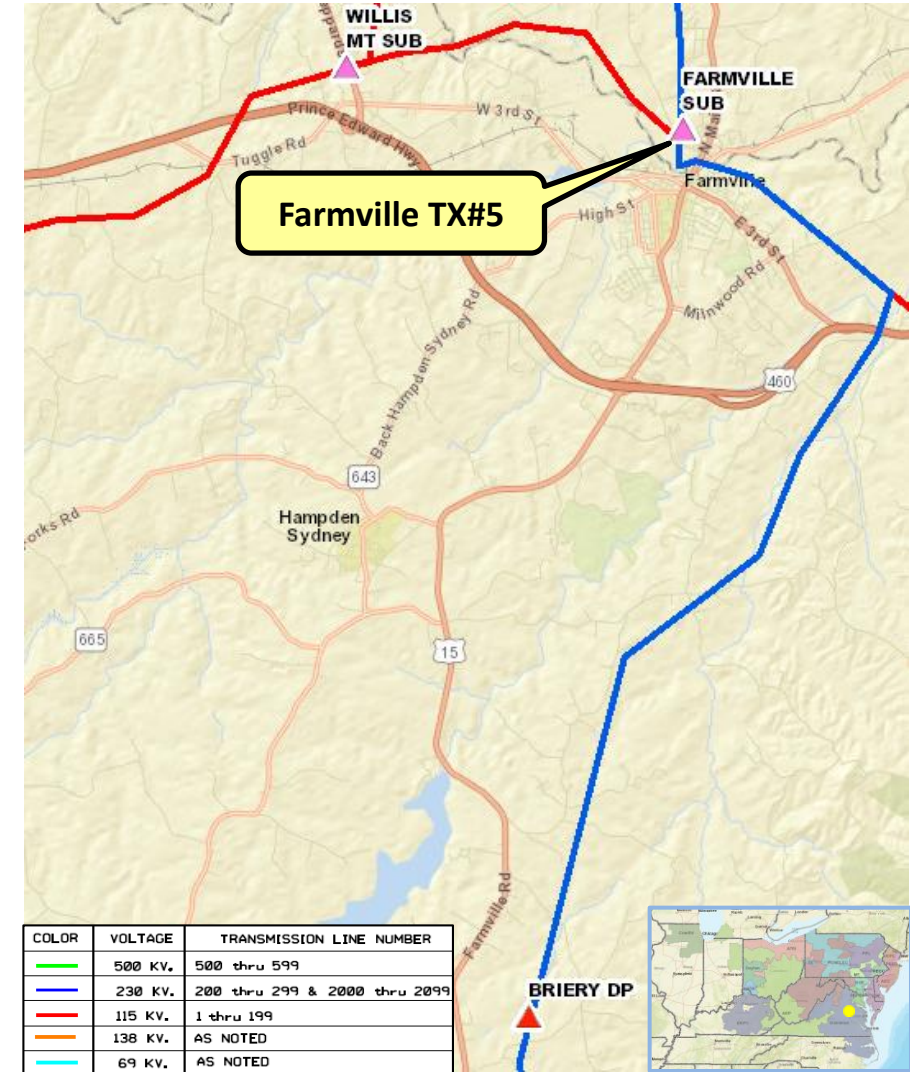 WILLIS
MT SUB
Prince Edward Hwy
W 3rd St
FARMVILLE
SUB
N Mai
Tuggle Rd
Farmville TX#5
Farmville
High St
E 3rd St
Milnwood Rd
Back Hampden Sydney Rd
460
643
Hampden
Sydney
orks Rd
665
15
Farmville Rd
BRIERY DP
COLOR VOLTAGE TRANSMISSION LINE NUMBER
500 KV. 500 thru 599
230 KV. 200 thru 299 & 2000 thru 2099
115 KV. 1 thru 199
138 KV. AS NOTED
69 KV. AS NOTED